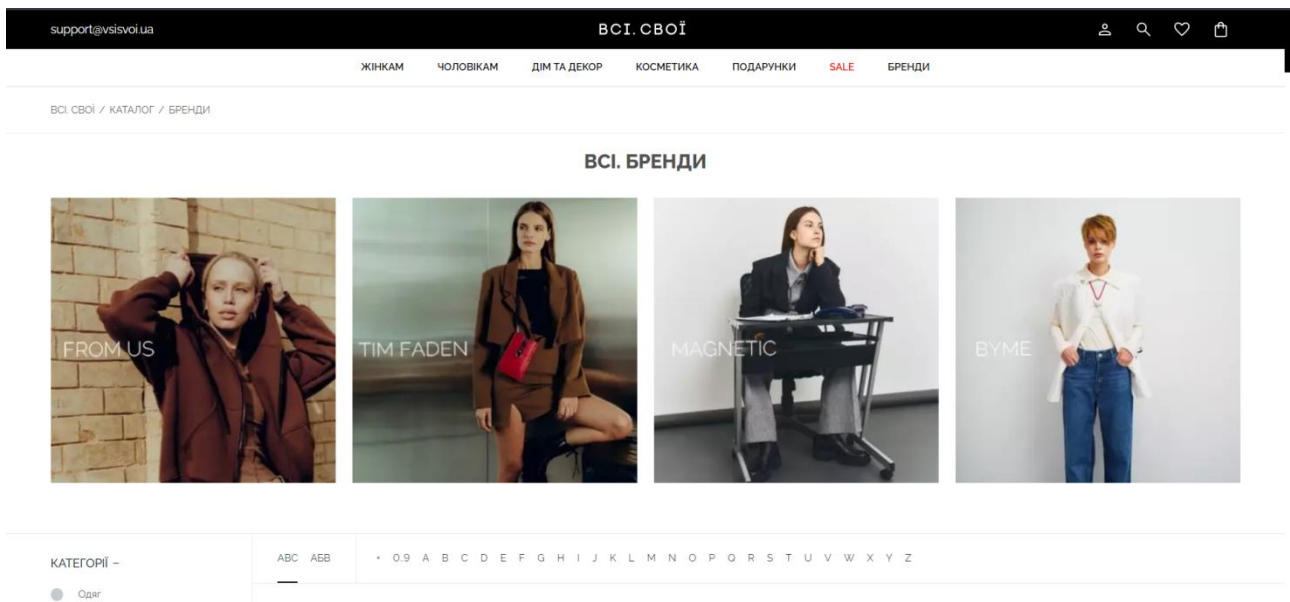 support@vsisvoi.ua
ВСІ. СВОЇ
ЖІНКАМ ЧОЛОВІКАМ ДІМ ТА ДЕКОР КОСМЕТИКА ПОДАРУНКИ SALE БРЕНДИ
ВСІ. СВОЇ / КАТАЛОГ / БРЕНДИ
ВСІ. БРЕНДИ
FROM US
TIM FADEN
MAGNETIC
BYME
КАТЕГОРІЇ –
ABC АБВ
• 0.9 A B C D E F G H I J K L M N O P Q R S T U V W X Y Z
Одяг